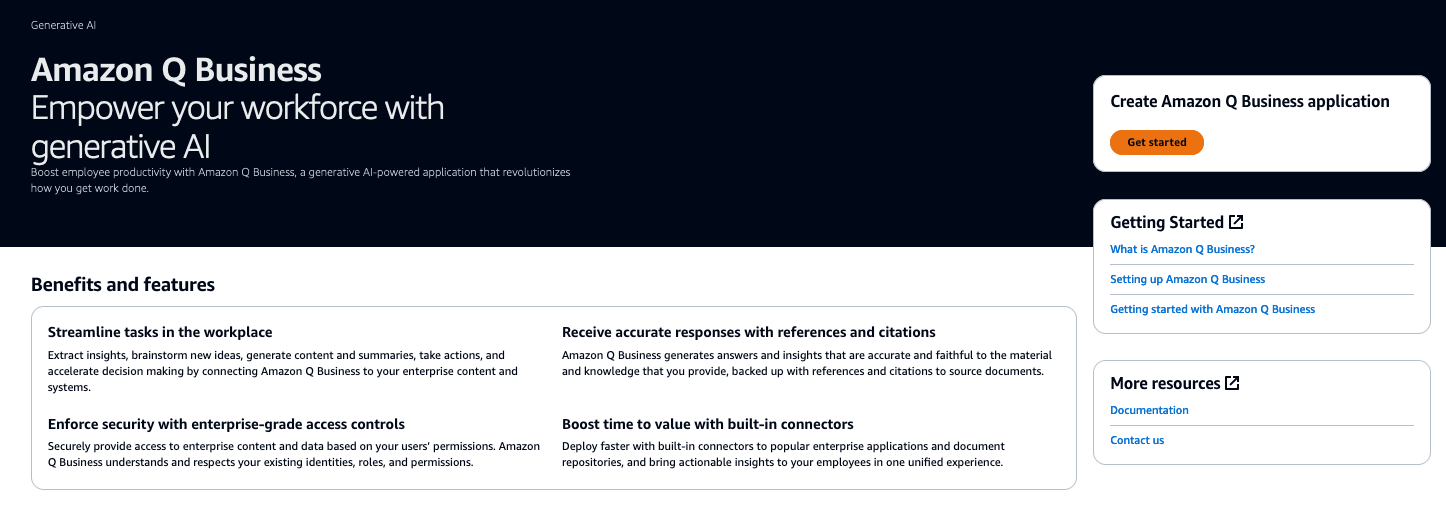 Generative AI
Amazon Q Business
Empower your workforce with
generative AI
Boost employee productivity with Amazon Q Business, a generative AI-powered application that revolutionizes
how you get work done.
Create Amazon Q Business application
Get started
Getting Started
What is Amazon Q Business?
Setting up Amazon Q Business
Getting started with Amazon Q Business
More resources
Documentation
Contact us
Benefits and features
Streamline tasks in the workplace
Extract insights, brainstorm new ideas, generate content and summaries, take actions, and
accelerate decision making by connecting Amazon Q Business to your enterprise content and
systems.
Receive accurate responses with references and citations
Amazon Q Business generates answers and insights that are accurate and faithful to the material
and knowledge that you provide, backed up with references and citations to source documents.
Enforce security with enterprise-grade access controls
Securely provide access to enterprise content and data based on your users' permissions. Amazon
Q Business understands and respects your existing identities, roles, and permissions.
Boost time to value with built-in connectors
Deploy faster with built-in connectors to popular enterprise applications and document
repositories, and bring actionable insights to your employees in one unified experience.